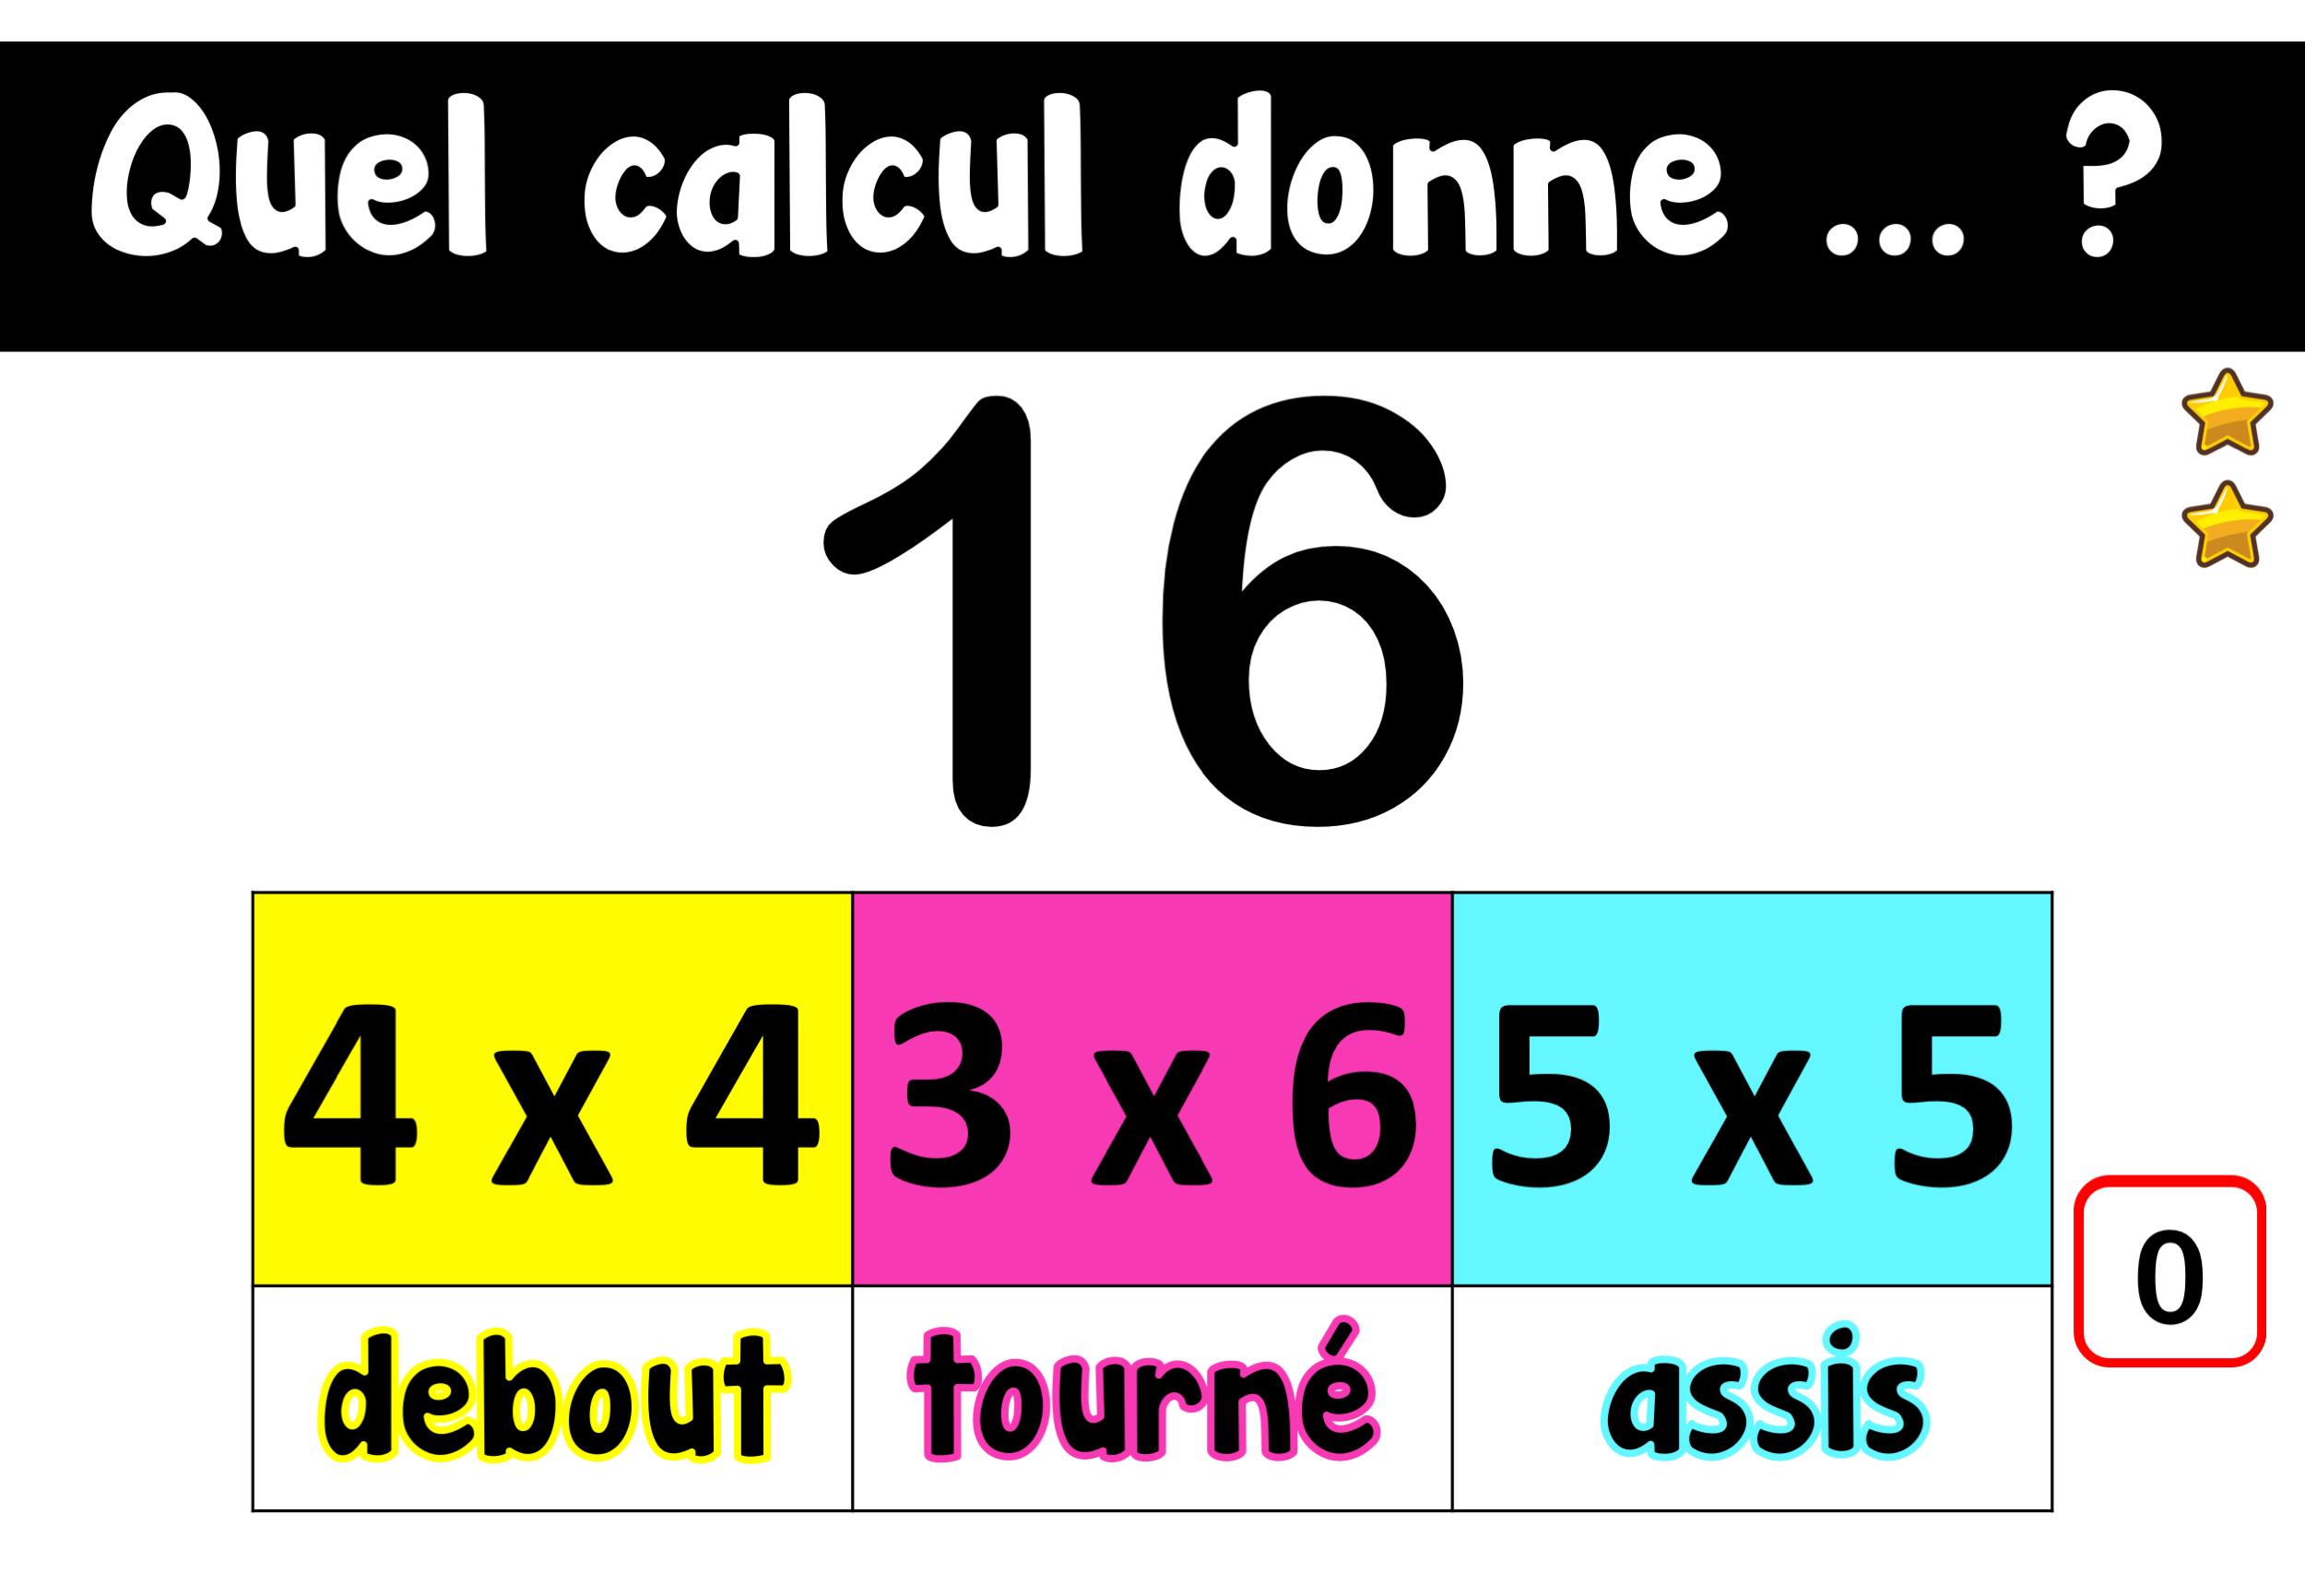 Quel calcul donne ... ?
16
4 x 4 3 x 6 5 x 5
0
debout tourné assis